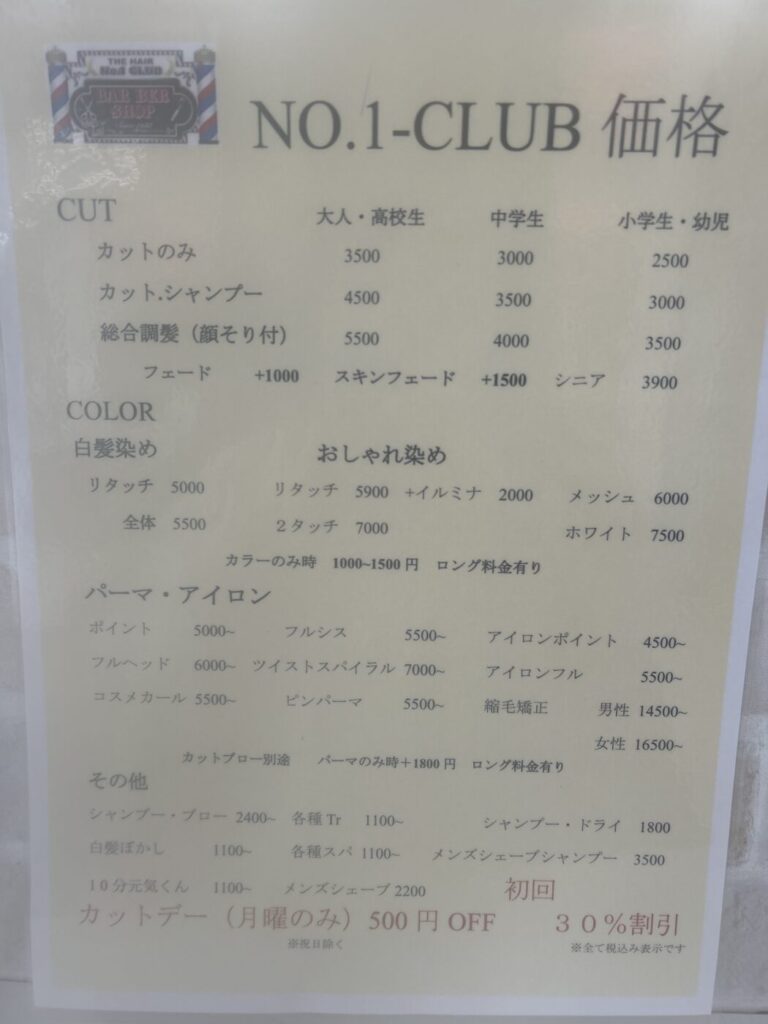 THE HAIR
No.1 CLUB
BAR BER
SHOP
NO.1-CLUB 価格
CUT 大人・高校生 中学生 小学生・幼児
カットのみ 3500 3000 2500
カット.シャンプー 4500 3500 3000
総合調髪（顔そり付） 5500 4000 3500
フェード +1000 スキンフェード +1500 シニア 3900
COLOR
白髪染め おしゃれ染め
リタッチ 5000 リタッチ 5900 +イルミナ 2000 メッシュ 6000
全体 5500 ２タッチ 7000 ホワイト 7500
カラーのみ時 1000~1500 円 ロング料金有り
パーマ・アイロン
ポイント 5000~ フルシス 5500~ アイロンポイント 4500~
フルヘッド 6000~ ツイストスパイラル 7000~ アイロンフル 5500~
コスメカール 5500~ ピンパーマ 5500~ 縮毛矯正 男性 14500~
女性 16500~
カットブロー別途 パーマのみ時＋1800 円 ロング料金有り
その他
シャンプー・ブロー 2400~ 各種 Tr 1100~ シャンプー・ドライ 1800
白髪ぼかし 1100~ 各種スパ 1100~ メンズシェーブシャンプー 3500
１０分元気くん 1100~ メンズシェーブ 2200 初回
カットデー（月曜のみ）500 円 OFF ３０％割引
※祝日除く ※全て税込み表示です